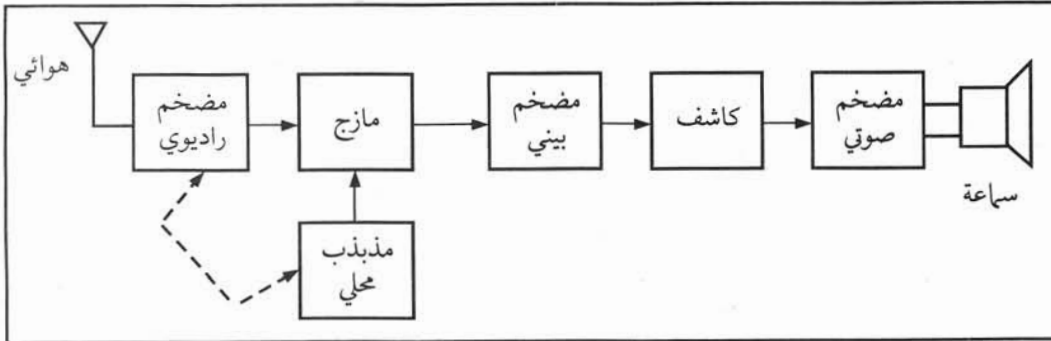 هوائي
مضخم
راديوي
مازج
مضخم
بيني
كاشف
مضخم
صوتي
سماعة
مذبذب
محلي